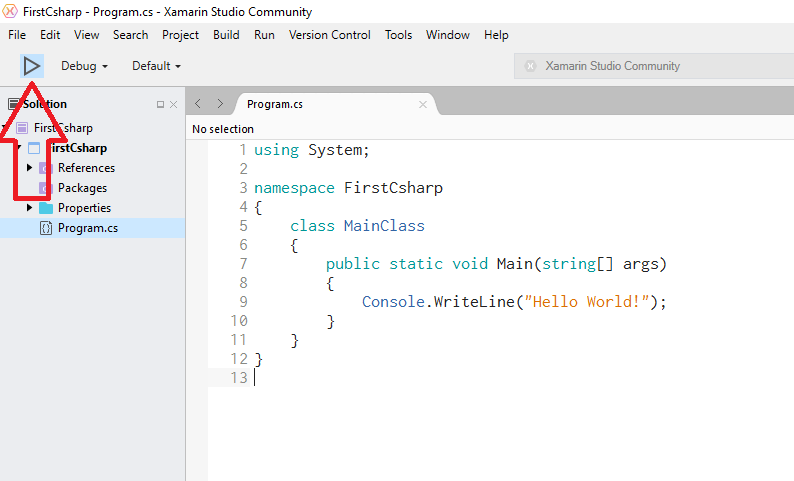 FirstCsharp - Program.cs - Xamarin Studio Community
File Edit View Search Project Build Run Version Control Tools Window Help
Debug Default Xamarin Studio Community
Solution
Program.cs
No selection
FirstCsharp
FirstCsharp
References
Packages
Properties
Program.cs
1 using System;
2
3 namespace FirstCsharp
4 {
5 class MainClass
6 {
7 public static void Main(string[] args)
8 {
9 Console.WriteLine("Hello World!");
10 }
11 }
12 }
13